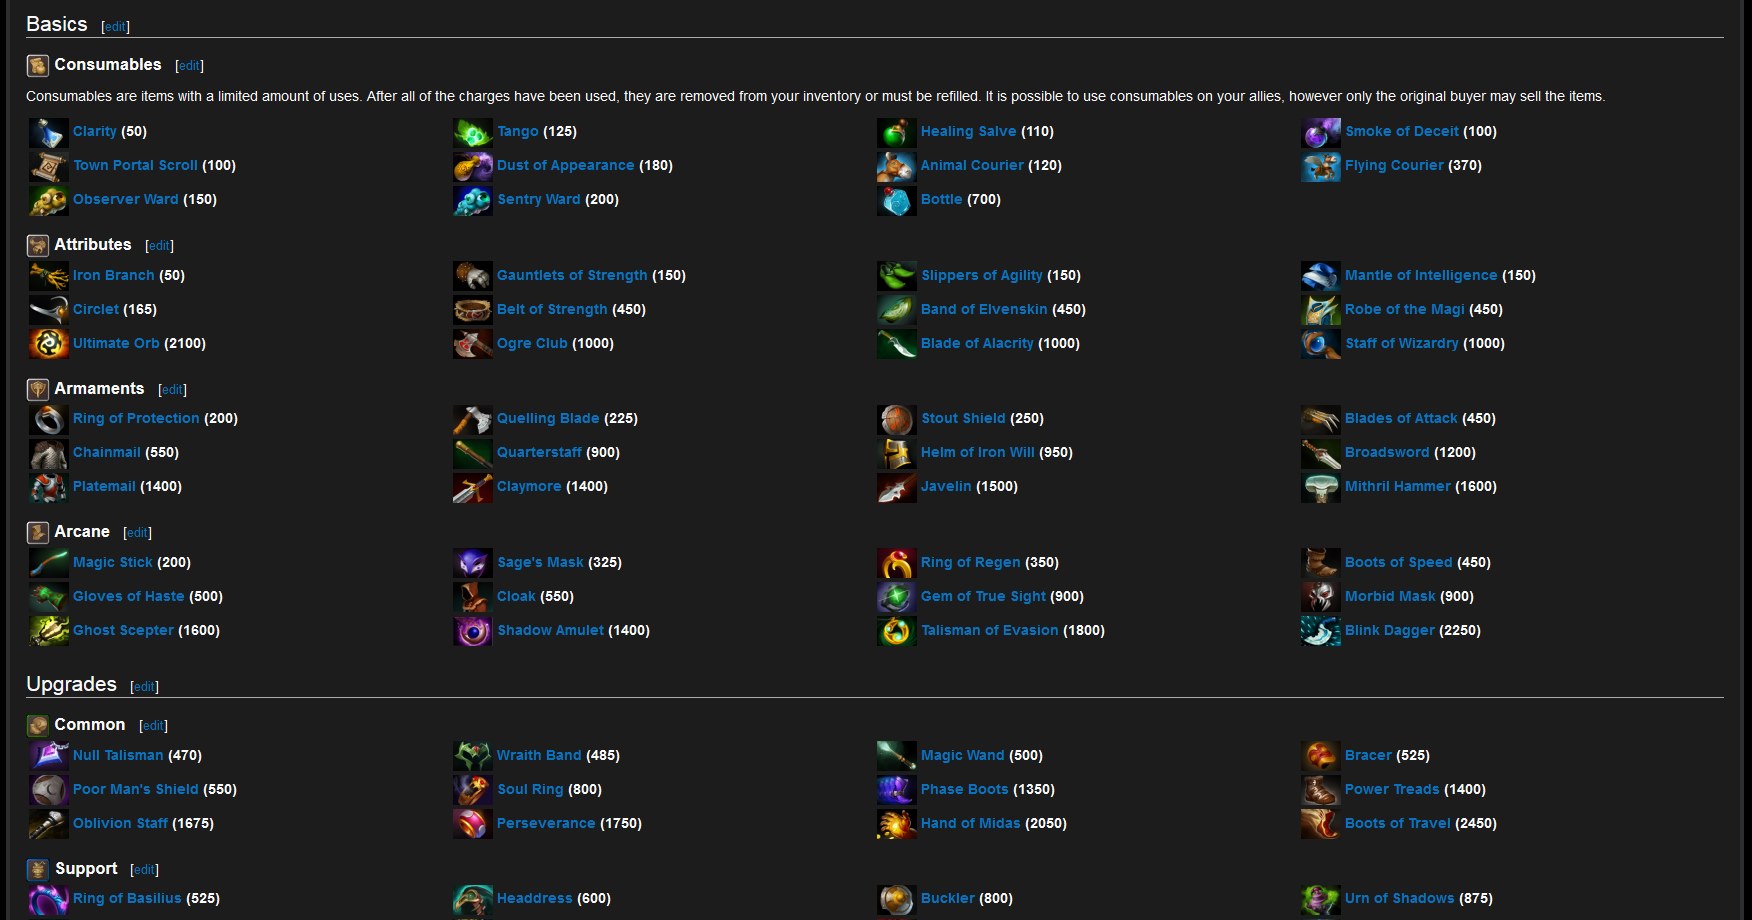 Basics [edit]
Consumables [edit]
Consumables are items with a limited amount of uses. After all of the charges have been used, they are removed from your inventory or must be refilled. It is possible to use consumables on your allies, however only the original buyer may sell the items.
Clarity (50) Tango (125) Healing Salve (110) Smoke of Deceit (100)
Town Portal Scroll (100) Dust of Appearance (180) Animal Courier (120) Flying Courier (370)
Observer Ward (150) Sentry Ward (200) Bottle (700)
Attributes [edit]
Iron Branch (50) Gauntlets of Strength (150) Slippers of Agility (150) Mantle of Intelligence (150)
Circlet (165) Belt of Strength (450) Band of Elvenskin (450) Robe of the Magi (450)
Ultimate Orb (2100) Ogre Club (1000) Blade of Alacrity (1000) Staff of Wizardry (1000)
Armaments [edit]
Ring of Protection (200) Quelling Blade (225) Stout Shield (250) Blades of Attack (450)
Chainmail (550) Quarterstaff (900) Helm of Iron Will (950) Broadsword (1200)
Platemail (1400) Claymore (1400) Javelin (1500) Mithril Hammer (1600)
Arcane [edit]
Magic Stick (200) Sage's Mask (325) Ring of Regen (350) Boots of Speed (450)
Gloves of Haste (500) Cloak (550) Gem of True Sight (900) Morbid Mask (900)
Ghost Scepter (1600) Shadow Amulet (1400) Talisman of Evasion (1800) Blink Dagger (2250)
Upgrades [edit]
Common [edit]
Null Talisman (470) Wraith Band (485) Magic Wand (500) Bracer (525)
Poor Man's Shield (550) Soul Ring (800) Phase Boots (1350) Power Treads (1400)
Oblivion Staff (1675) Perseverance (1750) Hand of Midas (2050) Boots of Travel (2450)
Support [edit]
Ring of Basilius (525) Headdress (600) Buckler (800) Urn of Shadows (875)